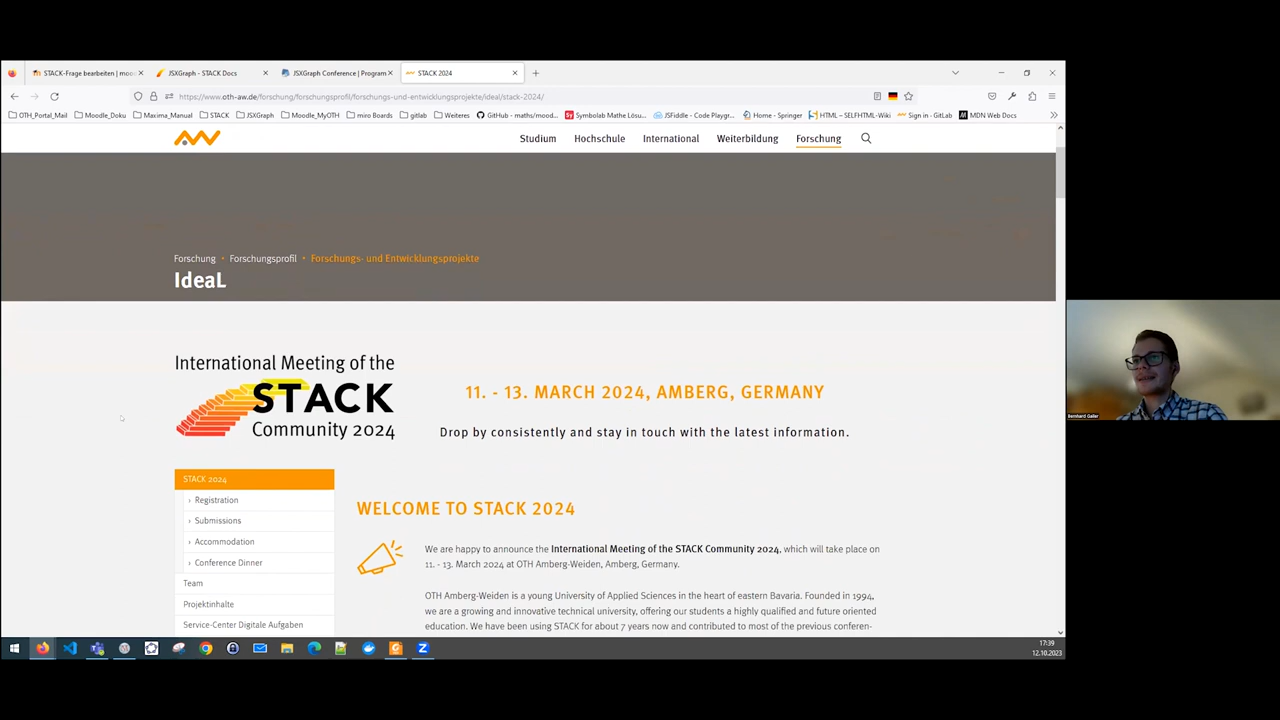 STACK-Frage bearbeiten | moo
JSXGraph - STACK Docs
JSXGraph Conference | Program
STACK 2024
https://www.oth-aw.de/forschung/forschungsprofil/forschungs-und-entwicklungsprojekte/ideal/stack-2024/
OTH_Portal_Mail
Moodle_Doku
Maxima_Manual
STACK
JSXGraph
Moodle_MyOTH
miro Boards
gitlab
Weiteres
GitHub - maths/mood...
Symbolab Mathe Lösu...
JSFiddle - Code Playgr...
Home - Springer
HTML – SELFHTML-Wiki
Sign in · GitLab
MDN Web Docs
Studium
Hochschule
International
Weiterbildung
Forschung
Forschung • Forschungsprofil • Forschungs- und Entwicklungsprojekte
IdeaL
International Meeting of the
STACK
Community 2024
11. - 13. MARCH 2024, AMBERG, GERMANY
Drop by consistently and stay in touch with the latest information.
STACK 2024
› Registration
› Submissions
› Accommodation
› Conference Dinner
Team
Projektinhalte
Service-Center Digitale Aufgaben
WELCOME TO STACK 2024
We are happy to announce the International Meeting of the STACK Community 2024, which will take place on
11. - 13. March 2024 at OTH Amberg-Weiden, Amberg, Germany.
OTH Amberg-Weiden is a young University of Applied Sciences in the heart of eastern Bavaria. Founded in 1994,
we are a growing and innovative technical university, offering our students a highly qualified and future oriented
education. We have been using STACK for about 7 years now and contributed to most of the previous conferen-
17:39
12.10.2023
Bernhard Gailer